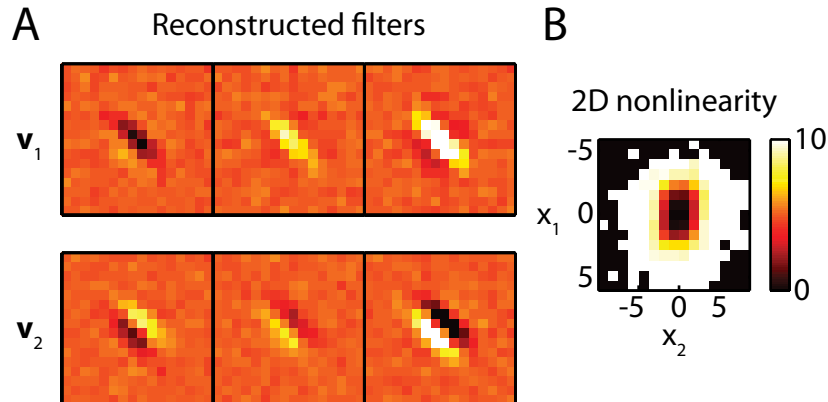 A
Reconstructed filters
v1
v2
B
2D nonlinearity
-5
0
5
x1
-5 0 5
x2
10
0